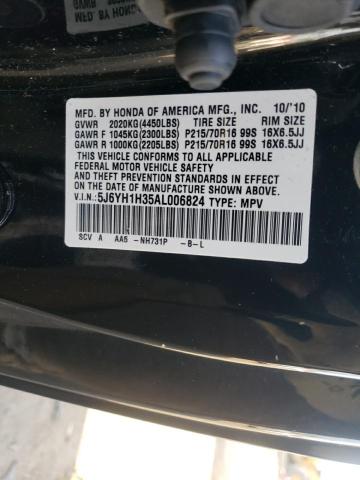 MFD. BY HONDA OF AMERICA MFG., INC. 10/'10
GVWR 2020KG(4450LBS) TIRE SIZE RIM SIZE
GAWR F 1045KG(2300LBS) P215/70R16 99S 16X6.5JJ
GAWR R 1000KG(2205LBS) P215/70R16 99S 16X6.5JJ
THIS VEHICLE CONFORMS TO ALL APPLICABLE
FEDERAL MOTOR VEHICLE SAFETY
AND THEFT PREVENTION STANDARDS IN EFFECT
ON THE DATE OF MANUFACTURE SHOWN ABOVE.
V.I.N.: 5J6YH1H35AL006824 TYPE: MPV
SCV A AA5 -NH731P -B-L